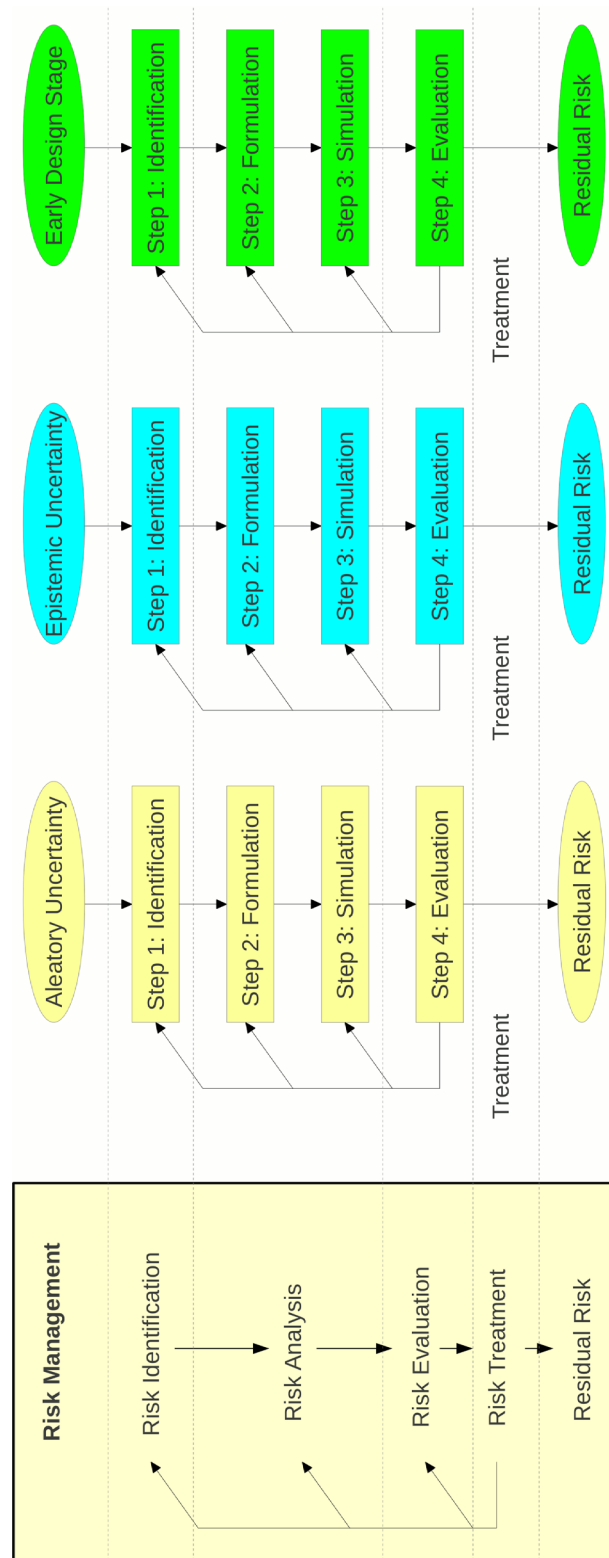 Risk Management
Risk Identification
Risk Analysis
Risk Evaluation
Risk Treatment
Residual Risk
Aleatory Uncertainty
Step 1: Identification
Step 2: Formulation
Step 3: Simulation
Step 4: Evaluation
Treatment
Residual Risk
Epistemic Uncertainty
Step 1: Identification
Step 2: Formulation
Step 3: Simulation
Step 4: Evaluation
Treatment
Residual Risk
Early Design Stage
Step 1: Identification
Step 2: Formulation
Step 3: Simulation
Step 4: Evaluation
Treatment
Residual Risk